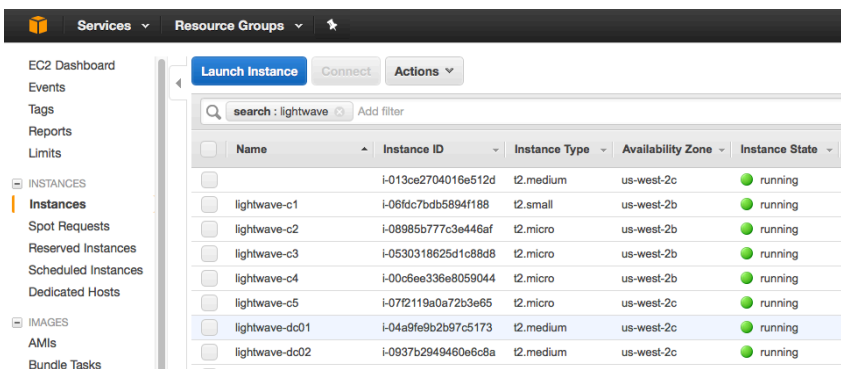 Services Resource Groups
EC2 Dashboard
Events
Tags
Reports
Limits
INSTANCES
Instances
Spot Requests
Reserved Instances
Scheduled Instances
Dedicated Hosts
IMAGES
AMIs
Bundle Tasks
Launch Instance Connect Actions
search : lightwave Add filter
Name Instance ID Instance Type Availability Zone Instance State
i-013ce2704016e512d t2.medium us-west-2c running
lightwave-c1 i-06fdc7bdb5894f188 t2.small us-west-2b running
lightwave-c2 i-08985b777c3e446af t2.micro us-west-2b running
lightwave-c3 i-0530318625d1c88d8 t2.micro us-west-2b running
lightwave-c4 i-00c6ee336e8059044 t2.micro us-west-2b running
lightwave-c5 i-07f2119a0a72b3e65 t2.micro us-west-2b running
lightwave-dc01 i-04a9fe9b2b97c5173 t2.medium us-west-2c running
lightwave-dc02 i-0937b2949460e6c8a t2.medium us-west-2c running